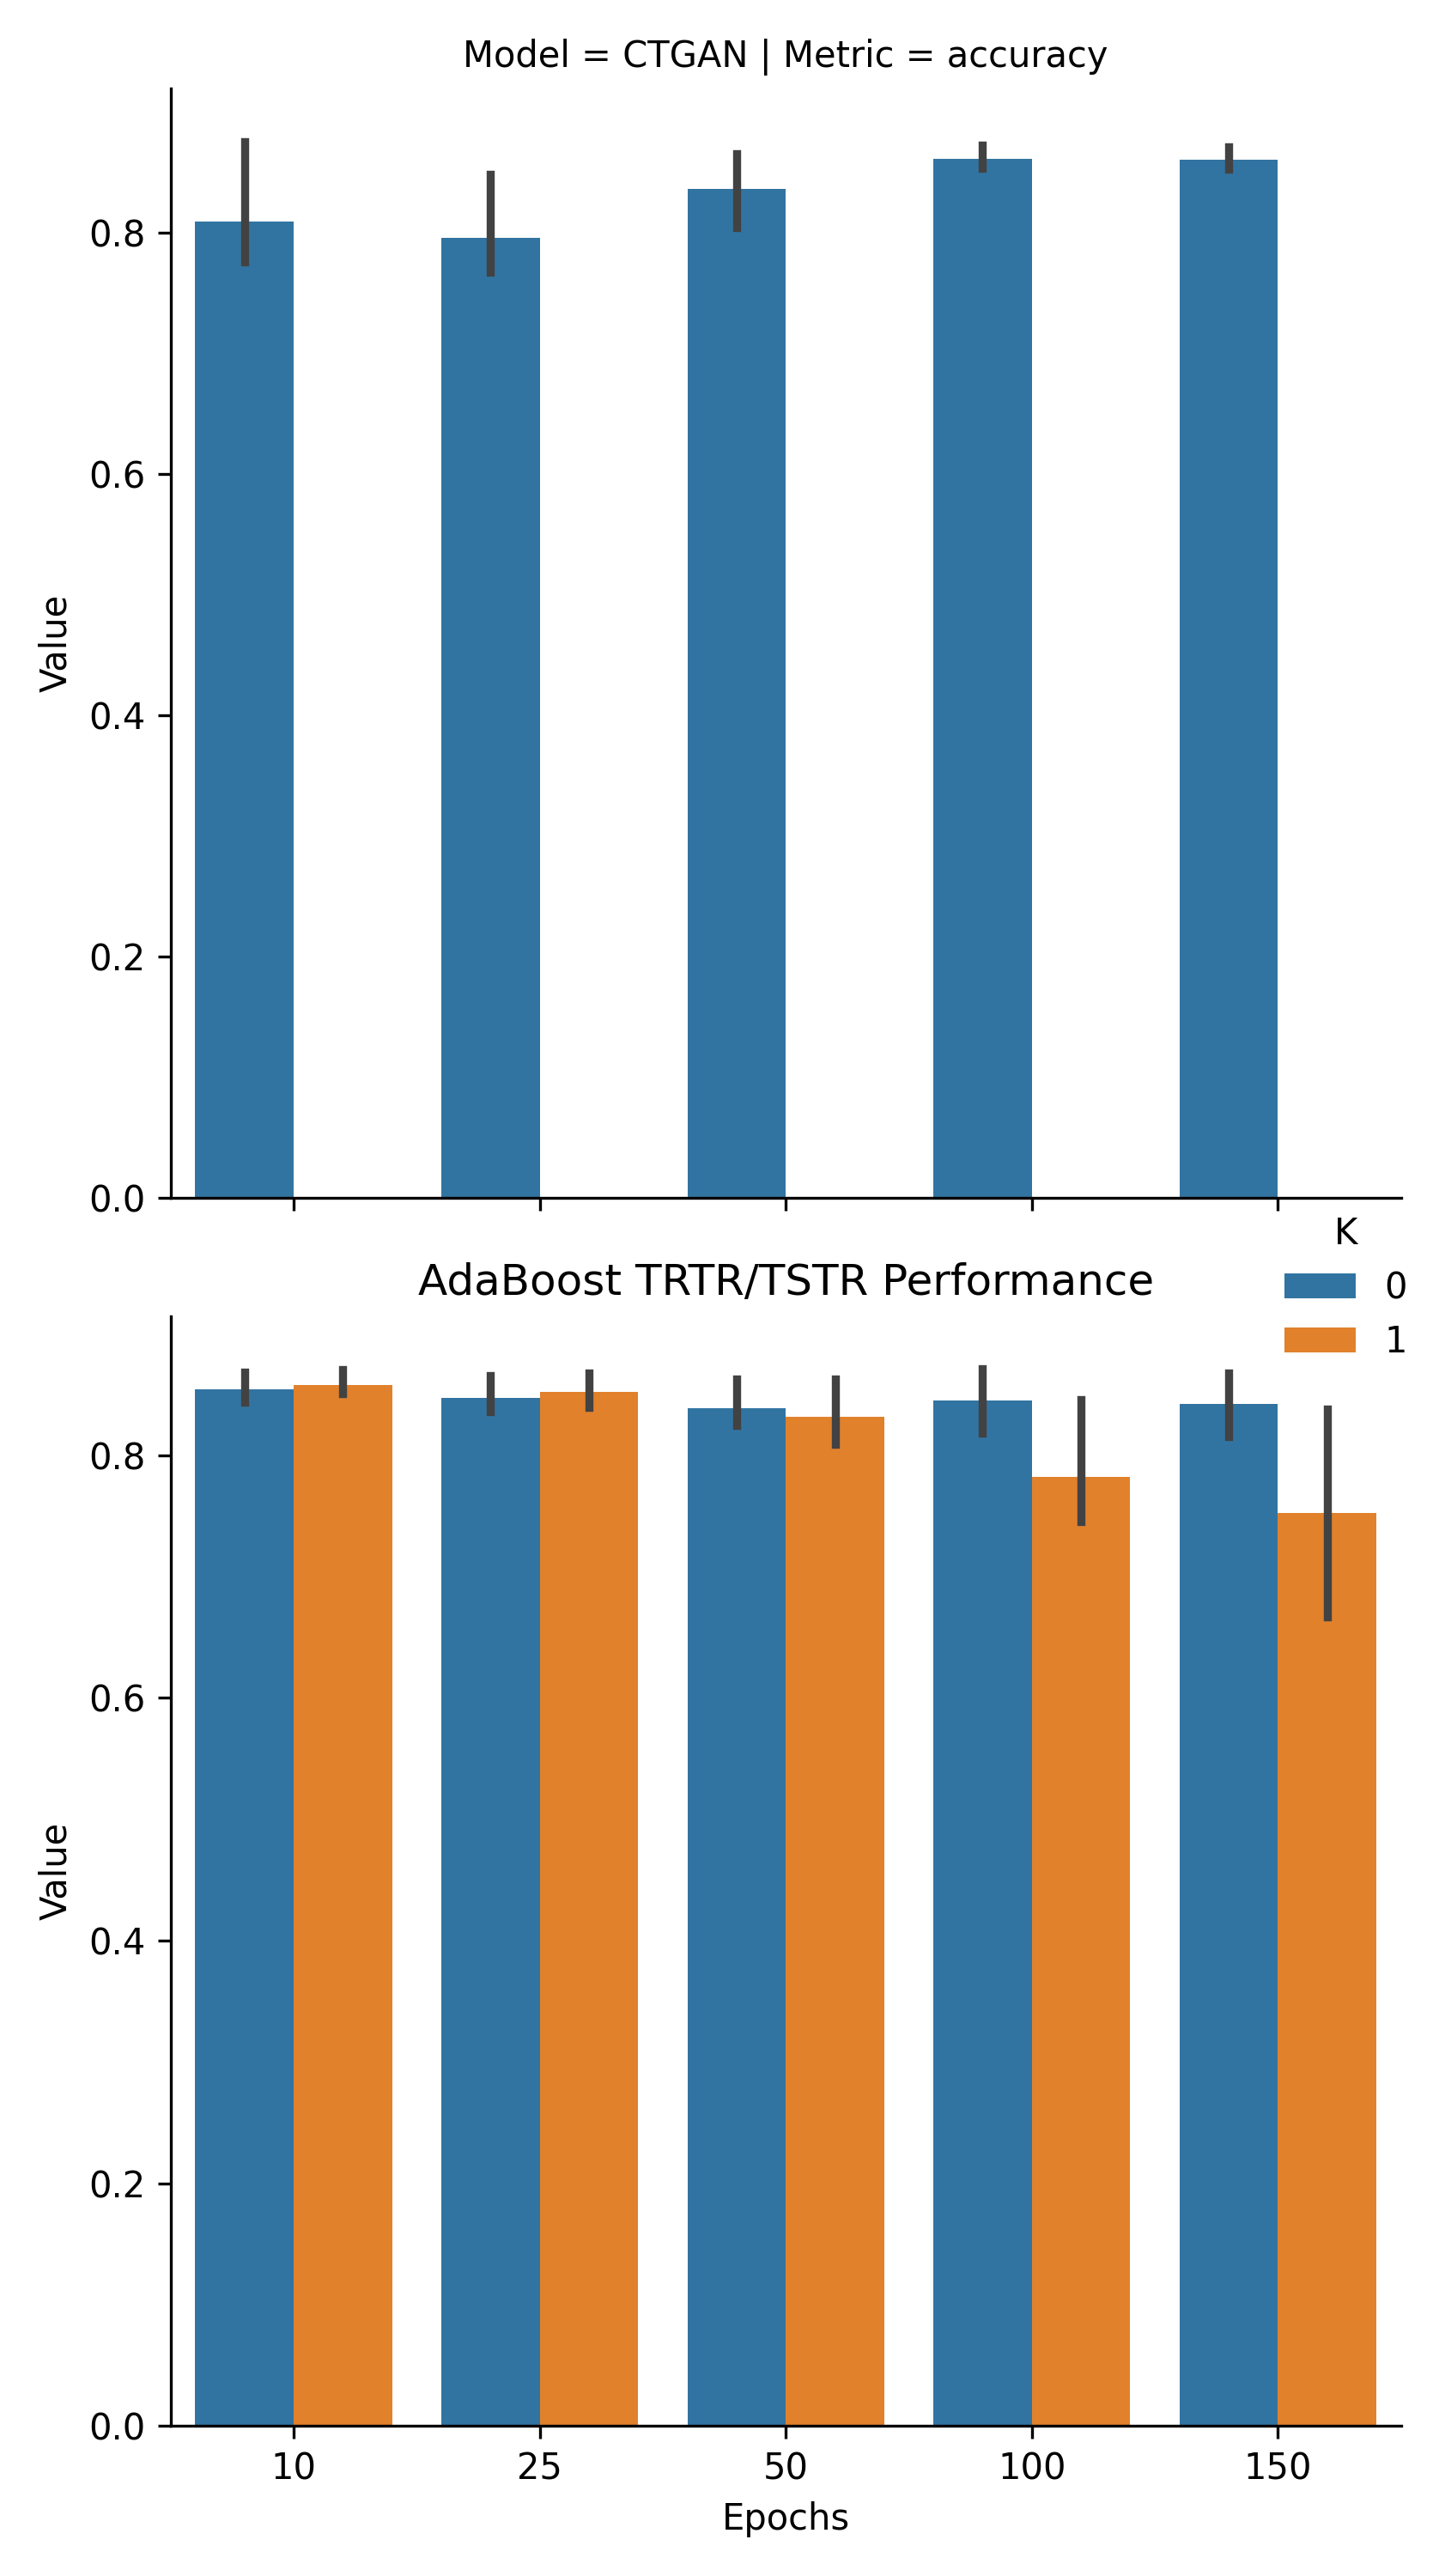 Model = CTGAN | Metric = accuracy
Value
0.8
0.6
0.4
0.2
0.0
K
0
1
AdaBoost TRTR/TSTR Performance
Value
0.8
0.6
0.4
0.2
0.0
10 25 50 100 150
Epochs